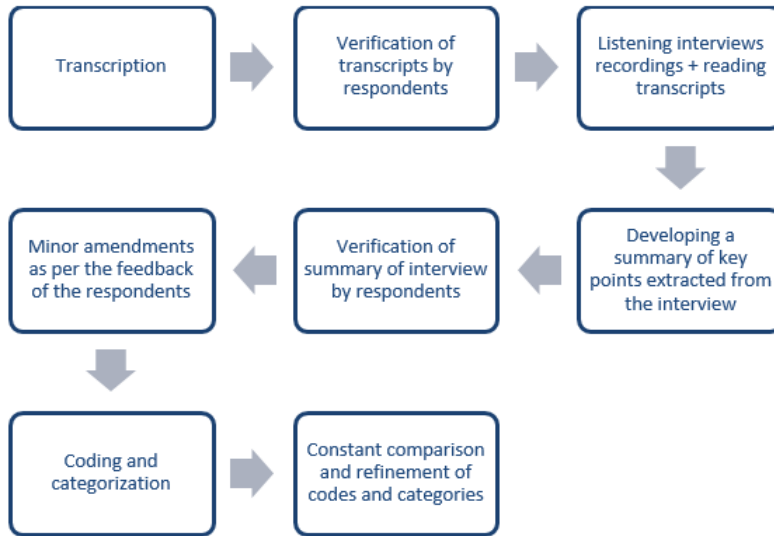 Transcription
Verification of
transcripts by
respondents
Listening interviews
recordings + reading
transcripts
Developing a
summary of key
points extracted from
the interview
Verification of
summary of interview
by respondents
Minor amendments
as per the feedback
of the respondents
Coding and
categorization
Constant comparison
and refinement of
codes and categories